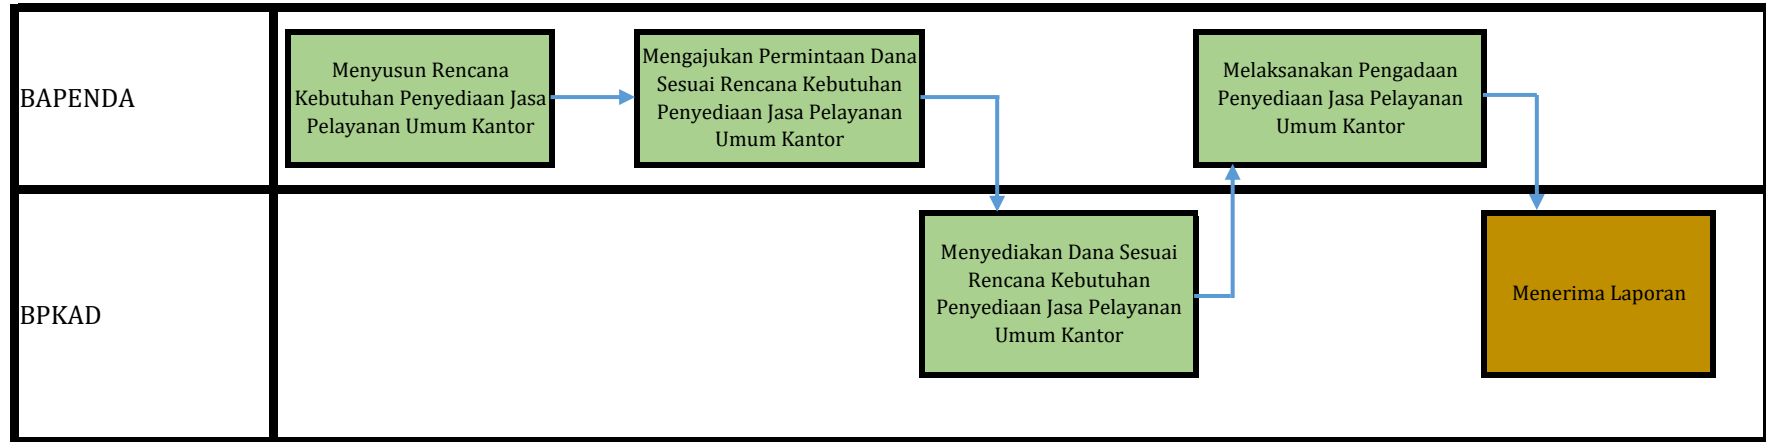 BAPENDA
Menyusun Rencana
Kebutuhan Penyediaan Jasa
Pelayanan Umum Kantor
Mengajukan Permintaan Dana
Sesuai Rencana Kebutuhan
Penyediaan Jasa Pelayanan
Umum Kantor
Melaksanakan Pengadaan
Penyediaan Jasa Pelayanan
Umum Kantor
BPKAD
Menyediakan Dana Sesuai
Rencana Kebutuhan
Penyediaan Jasa Pelayanan
Umum Kantor
Menerima Laporan